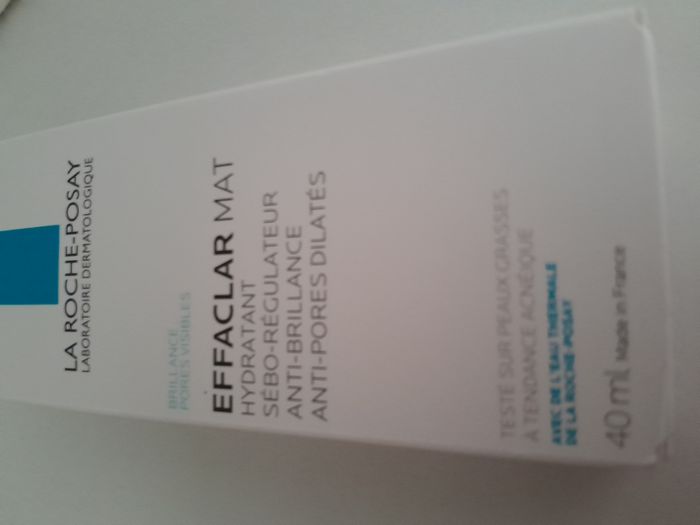 LA ROCHE-POSAY
LABORATOIRE DERMATOLOGIQUE
BRILLANCE
PORES VISIBLES
EFFACLAR MAT
HYDRATANT
SÉBO-RÉGULATEUR
ANTI-BRILLANCE
ANTI-PORES DILATÉS
TESTÉ SUR PEAUX GRASSES
À TENDANCE ACNÉIQUE
AVEC DE L'EAU THERMALE
DE LA ROCHE-POSAY
40 mL Made in France